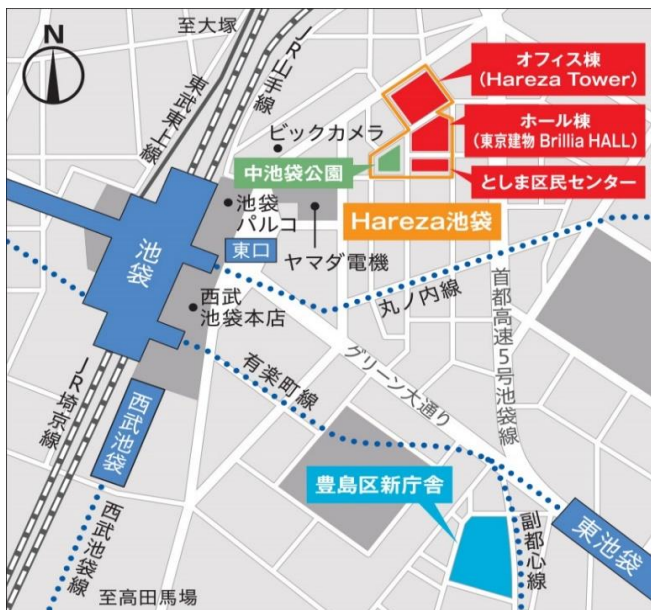 N
至大塚
JR山手線
東武東上線
オフィス棟
(Hareza Tower)
ホール棟
(東京建物 Brillia HALL)
としま区民センター
ビックカメラ
中池袋公園
Hareza池袋
池袋
パルコ
東口
ヤマダ電機
池袋
西武
池袋本店
丸ノ内線
首都高速5号池袋線
グリーン大通り
有楽町線
JR埼京線
西武池袋
西武池袋線
豊島区新庁舎
副都心線
東池袋
至高田馬場